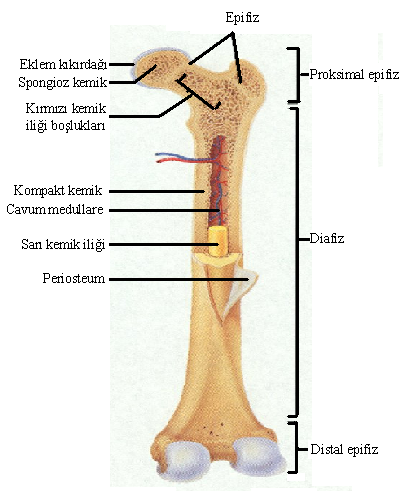 Epifiz
Eklem kıkırdağı
Spongioz kemik
Kırmızı kemik
iliği boşlukları
Proksimal epifiz
Kompakt kemik
Cavum medullare
Sarı kemik iliği
Diafiz
Periosteum
Distal epifiz